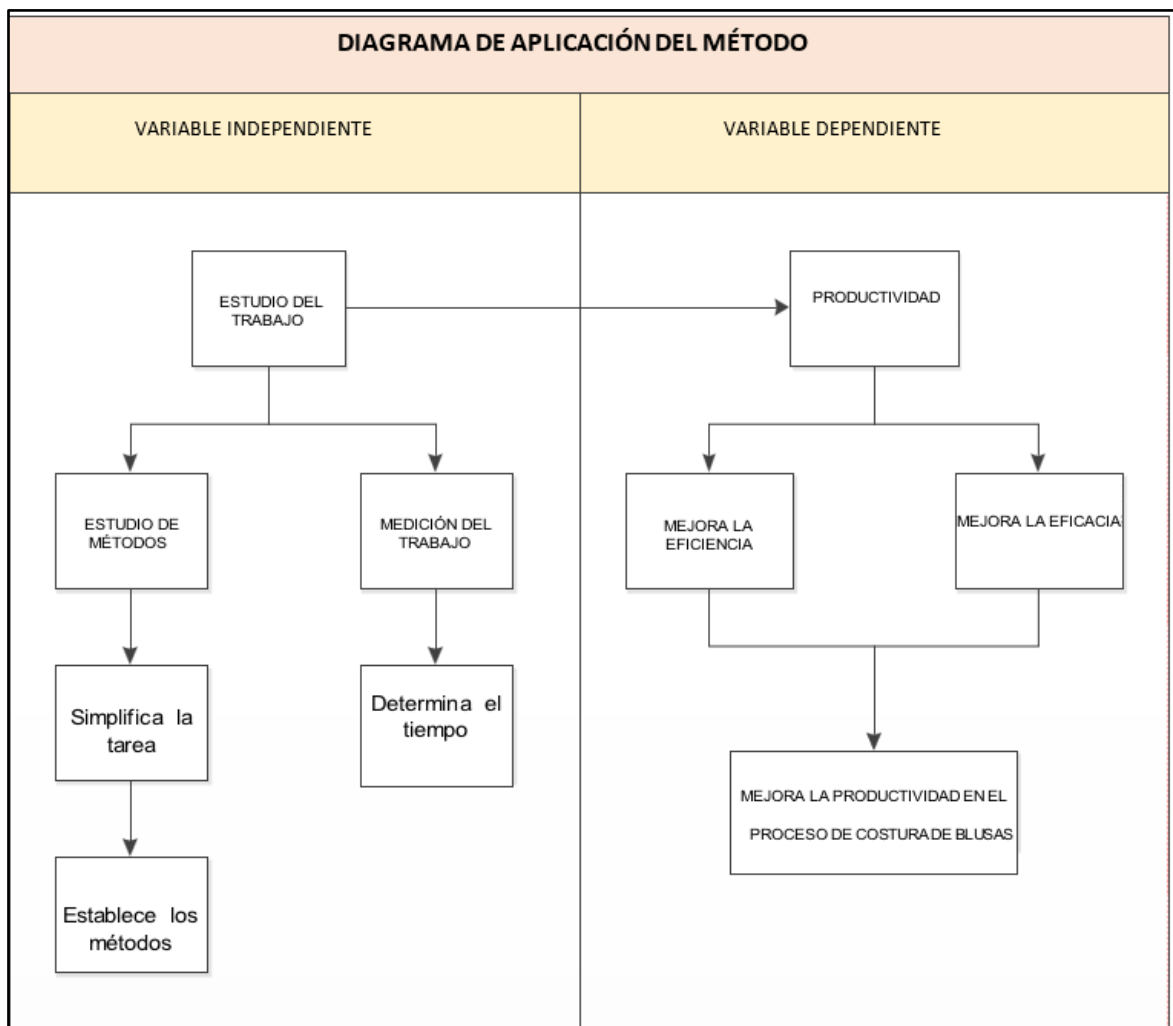 DIAGRAMA DE APLICACIÓN DEL MÉTODO
VARIABLE INDEPENDIENTE
VARIABLE DEPENDIENTE
ESTUDIO DEL
TRABAJO
PRODUCTIVIDAD
ESTUDIO DE
MÉTODOS
MEDICIÓN DEL
TRABAJO
MEJORA LA
EFICIENCIA
MEJORA LA EFICACIA
Simplifica la
tarea
Determina el
tiempo
MEJORA LA PRODUCTIVIDAD EN EL
PROCESO DE COSTURA DE BLUSAS
Establece los
métodos